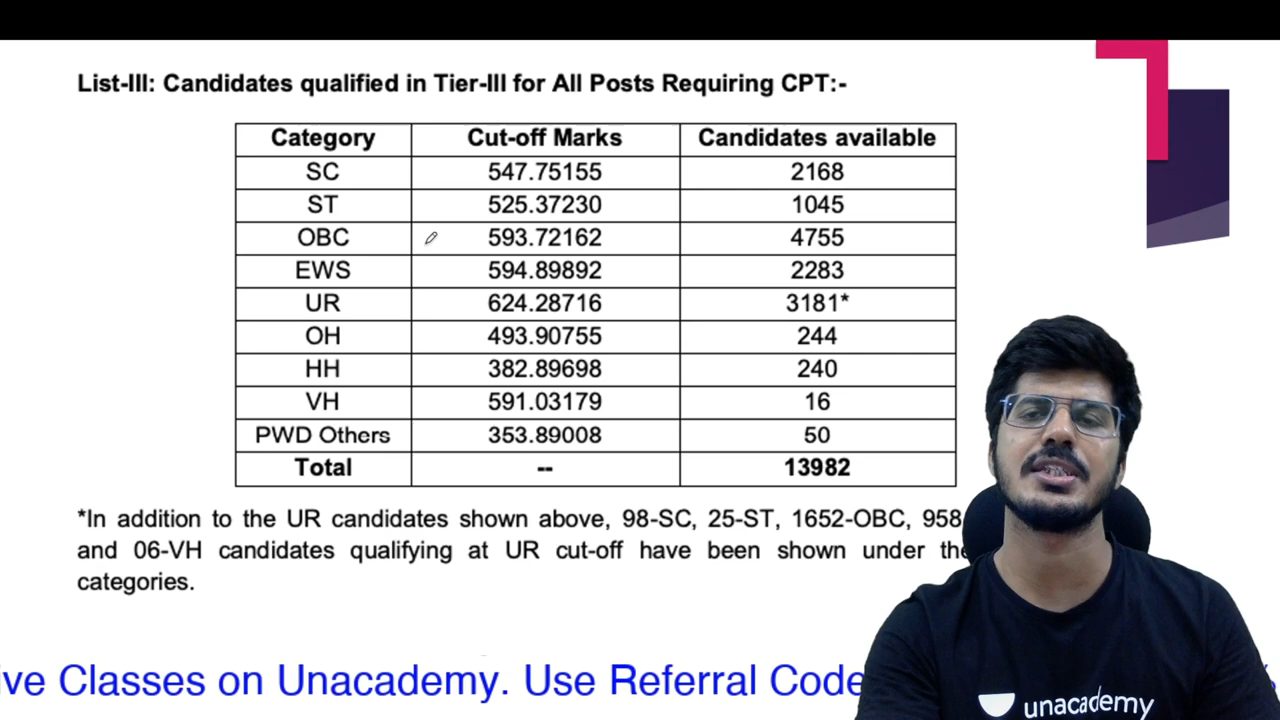 List-III: Candidates qualified in Tier-III for All Posts Requiring CPT:-
Category Cut-off Marks Candidates available
SC 547.75155 2168
ST 525.37230 1045
OBC 593.72162 4755
EWS 594.89892 2283
UR 624.28716 3181*
OH 493.90755 244
HH 382.89698 240
VH 591.03179 16
PWD Others 353.89008 50
Total -- 13982
*In addition to the UR candidates shown above, 98-SC, 25-ST, 1652-OBC, 958
and 06-VH candidates qualifying at UR cut-off have been shown under
categories.
ive Classes on Unacademy. Use Referral Code
unacademy